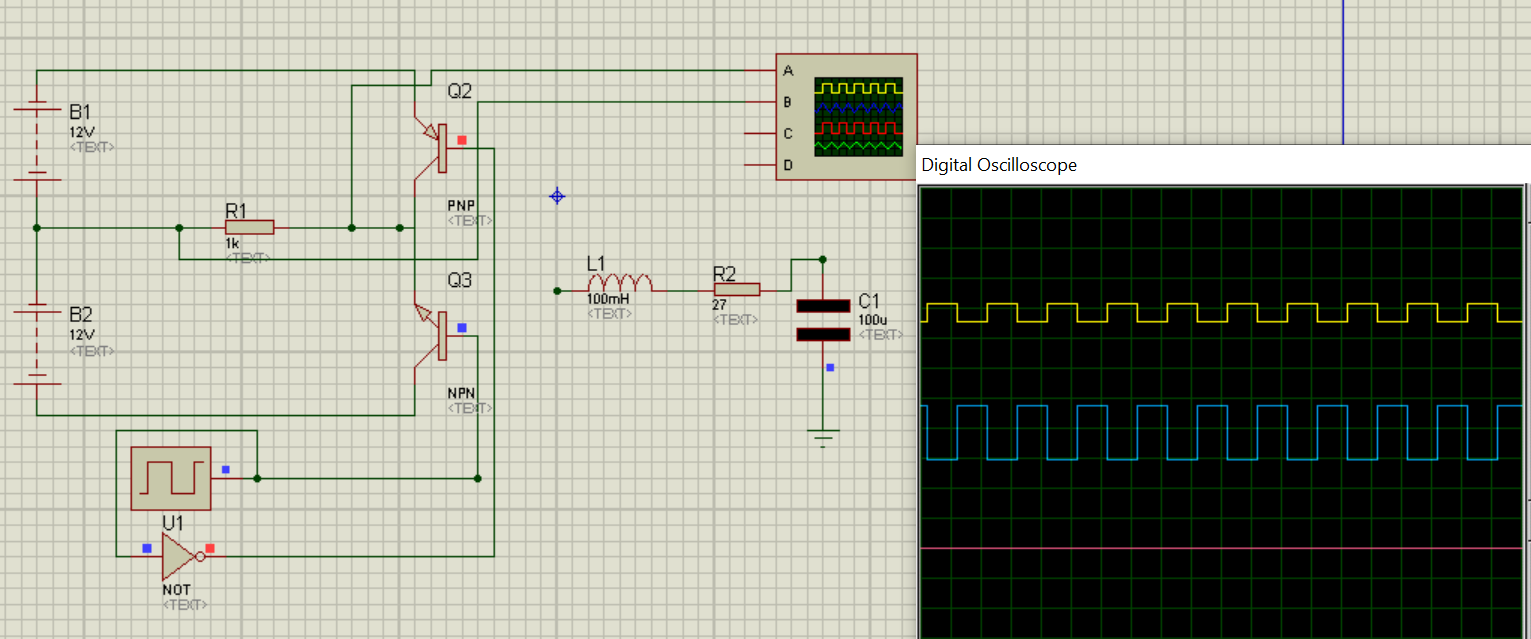 B1
12V
<TEXT>
Q2
PNP
<TEXT>
A
B
C
D
Digital Oscilloscope
R1
1k
<TEXT>
Q3
NPN
<TEXT>
L1
100mH
<TEXT>
R2
27
<TEXT>
C1
100u
<TEXT>
B2
12V
<TEXT>
U1
NOT
<TEXT>